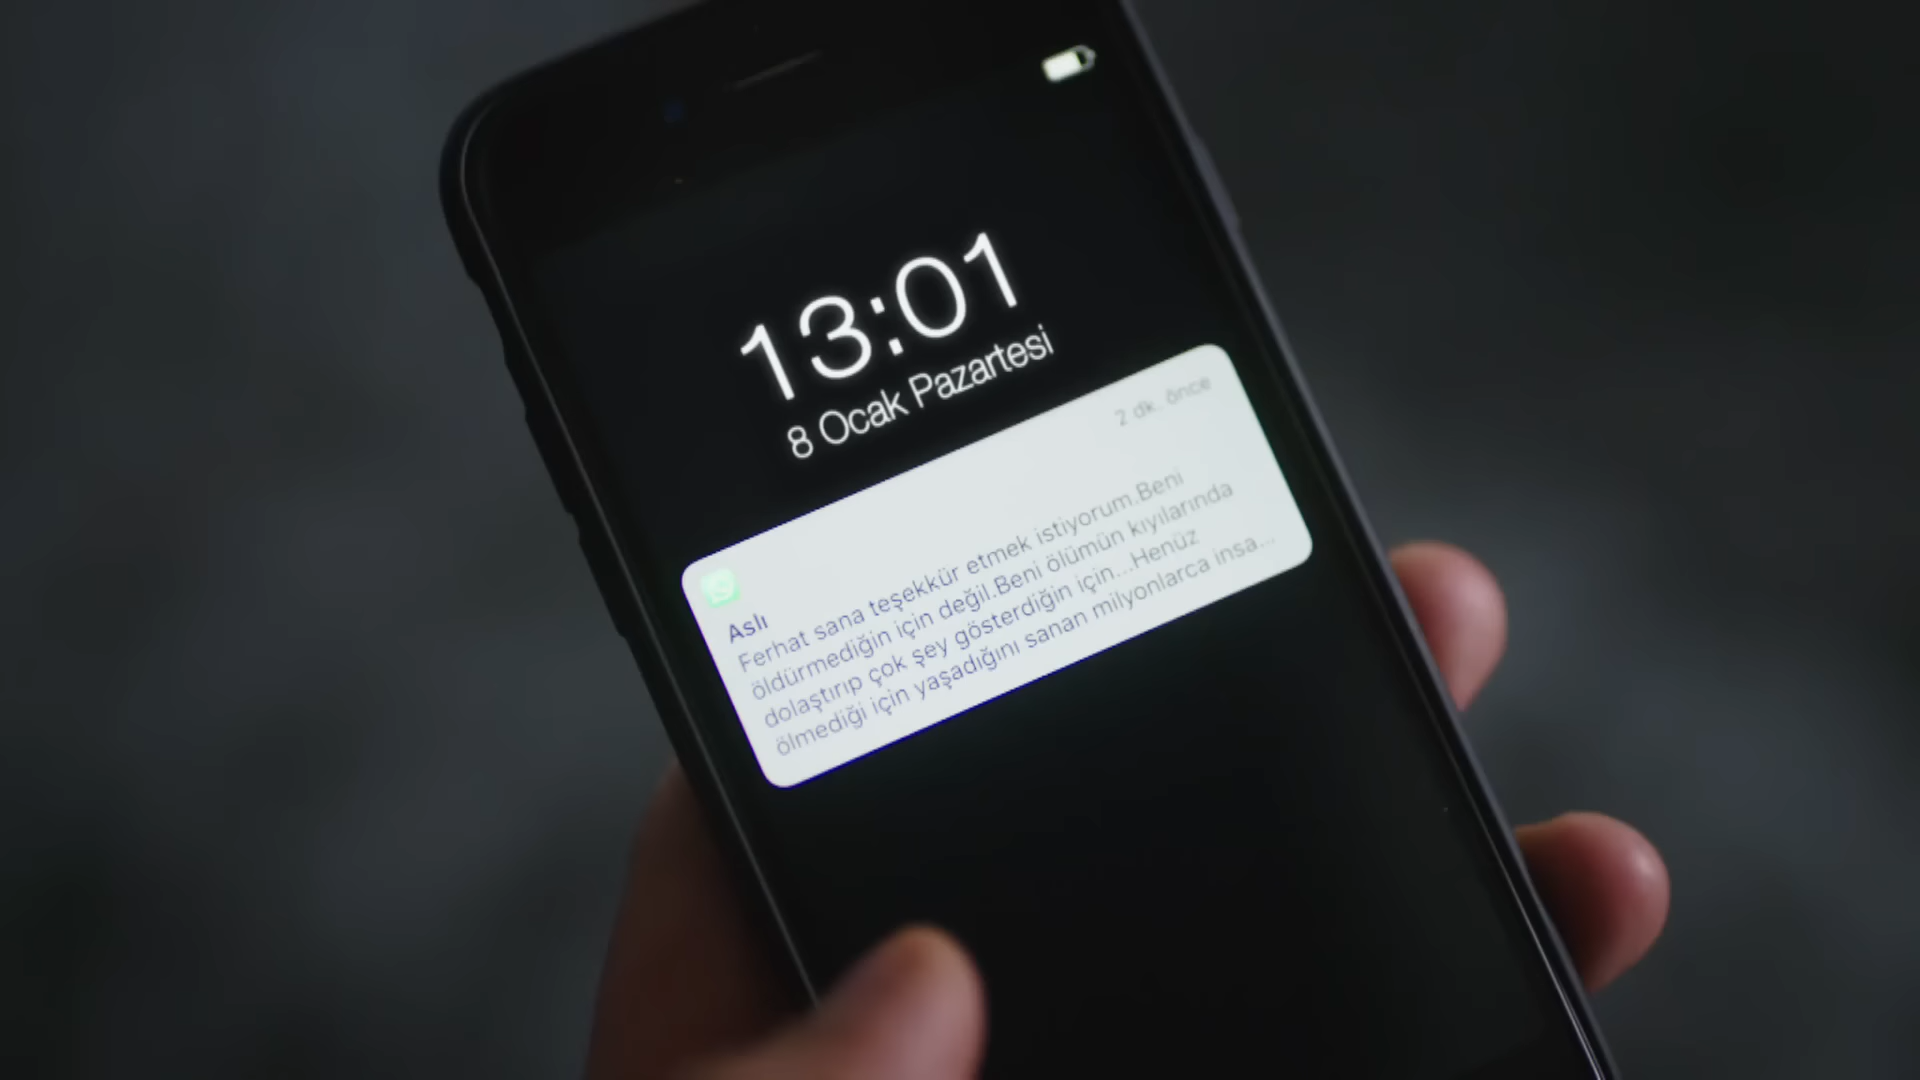 13:01
8 Ocak Pazartesi
2 dk. önce
Aslı
Ferhat sana teşekkür etmek istiyorum.Beni
öldürmediğin için değil.Beni ölümün kıyılarında
dolaştırıp çok şey gösterdiğin için...Henüz
ölmediği için yaşadığını sanan milyonlarca insa...